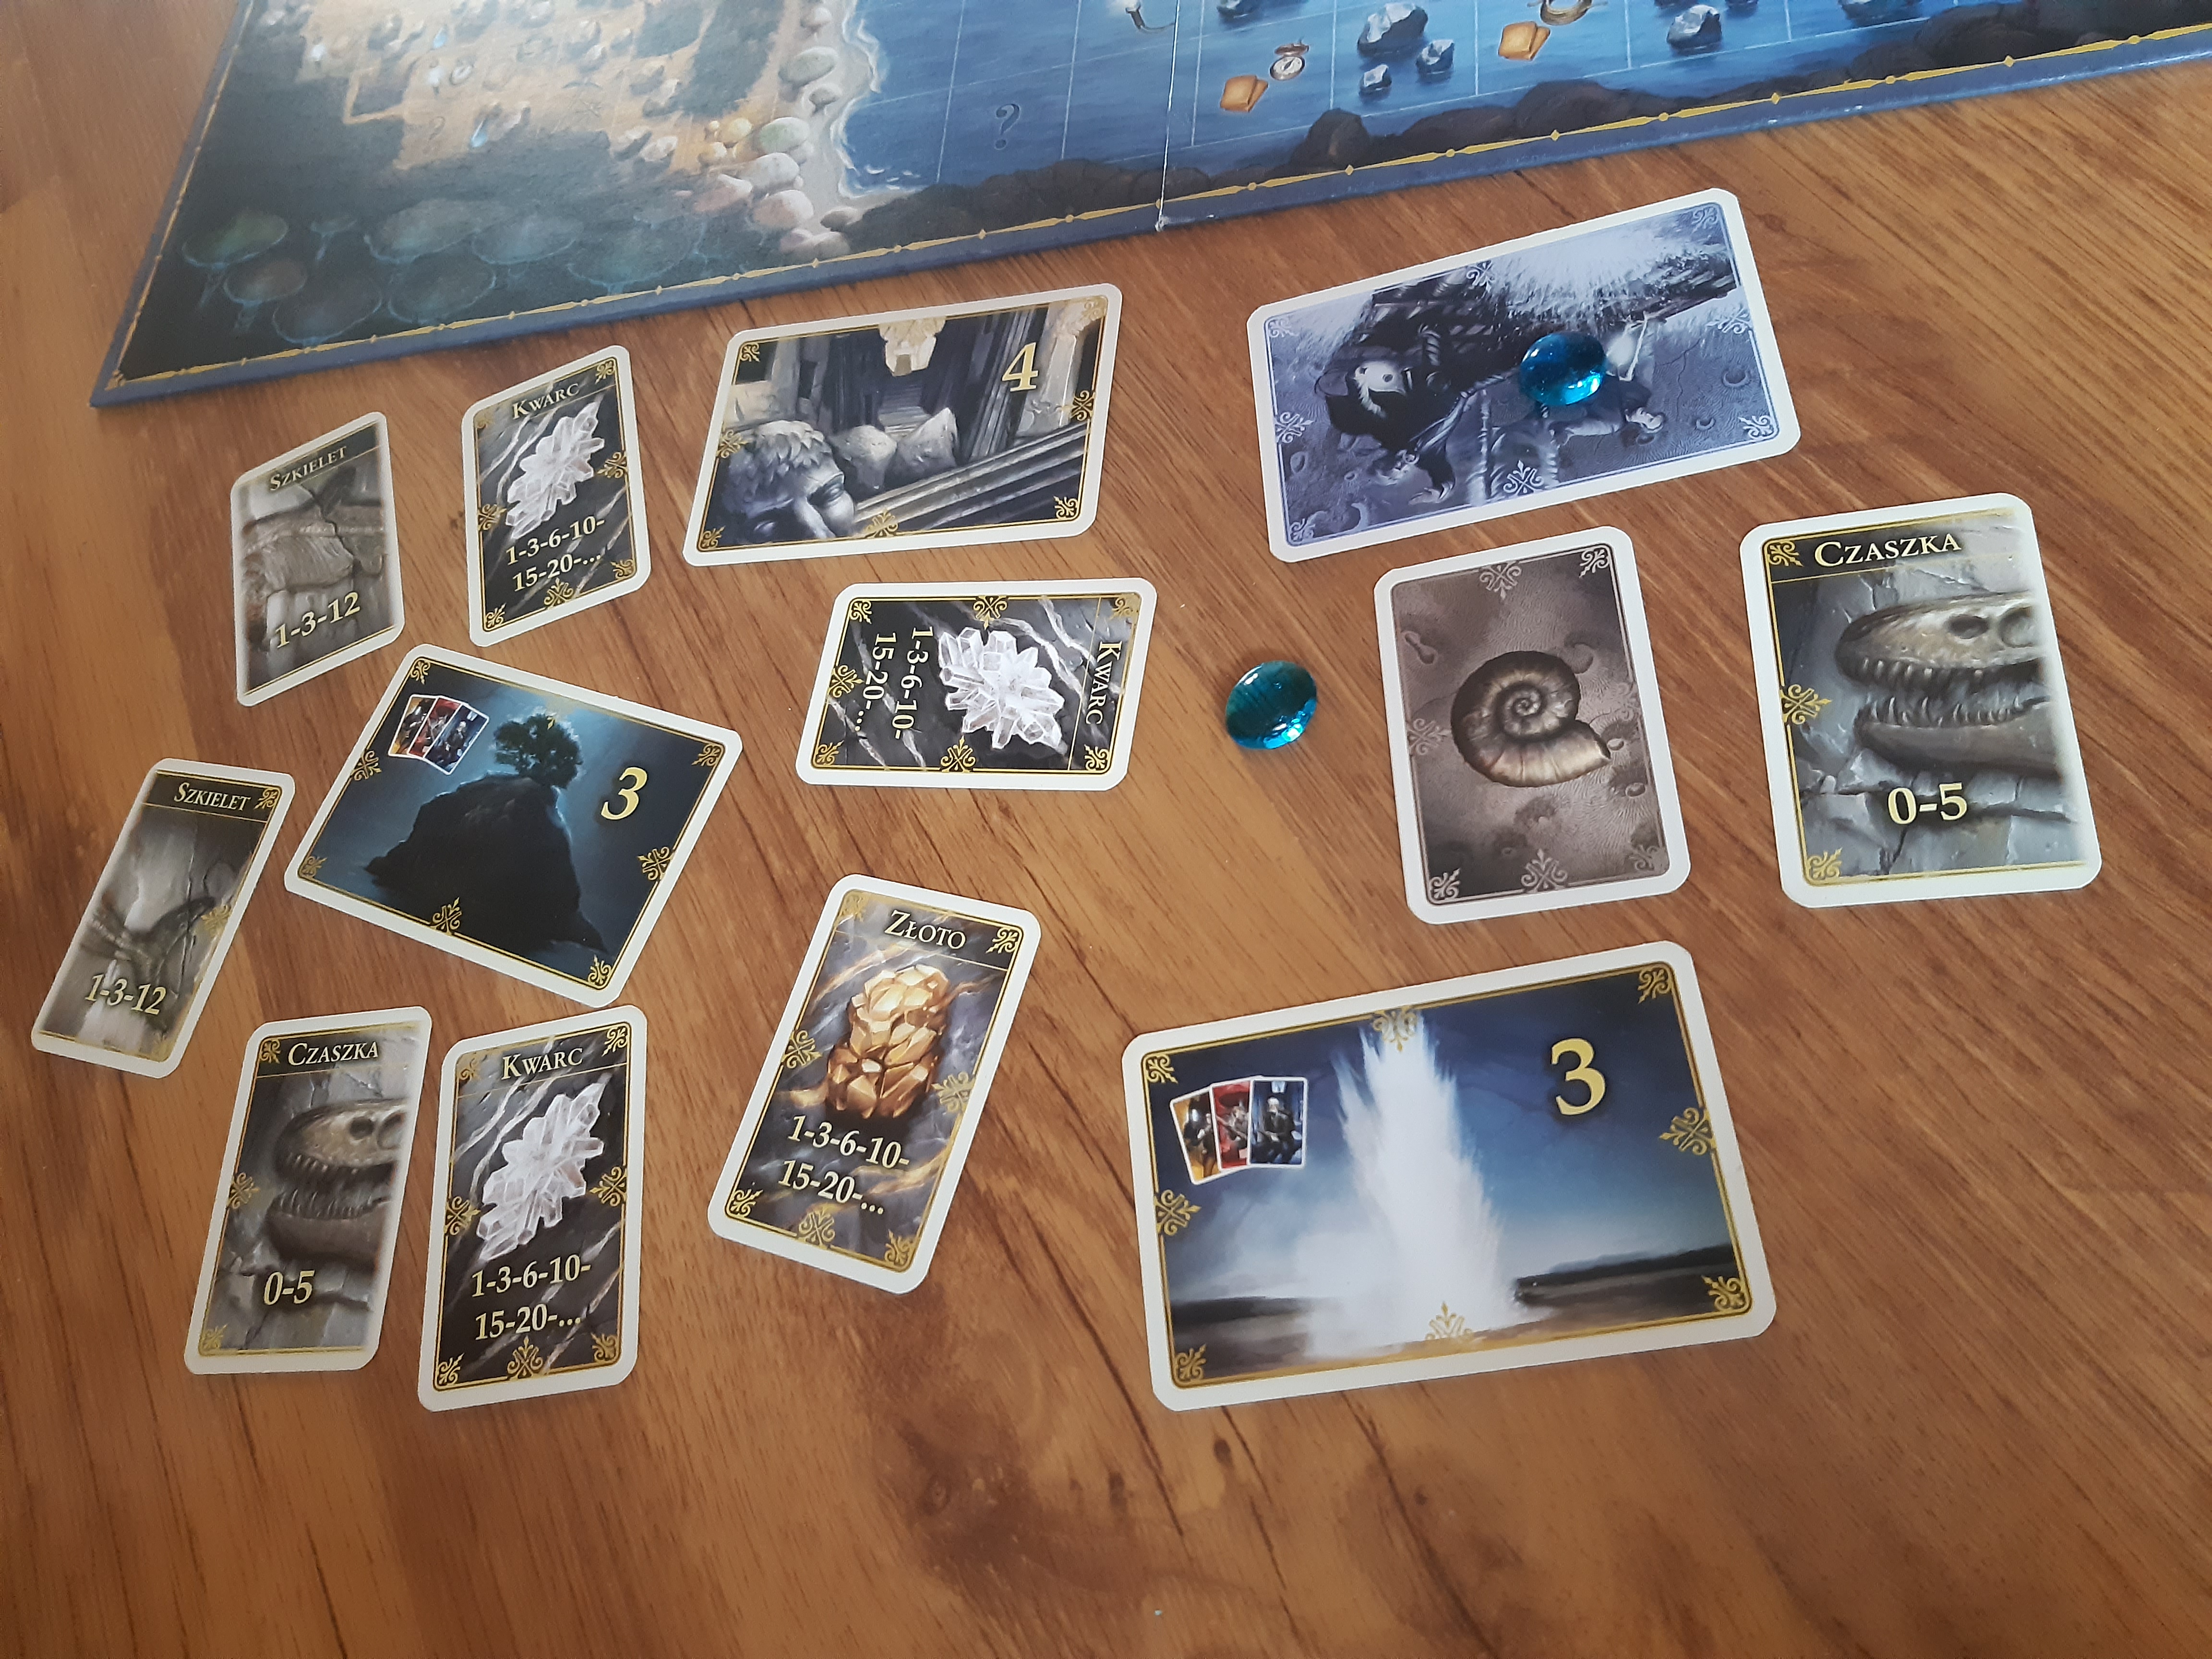 ?
4
Kwarc
1-3-6-10-
15-20-...
Szkielet
1-3-12
Czaszka
0-5
Kwarc
1-3-6-10-
15-20-...
3
Szkielet
1-3-12
Złoto
1-3-6-10-
15-20-...
Czaszka
0-5
Kwarc
1-3-6-10-
15-20-...
3